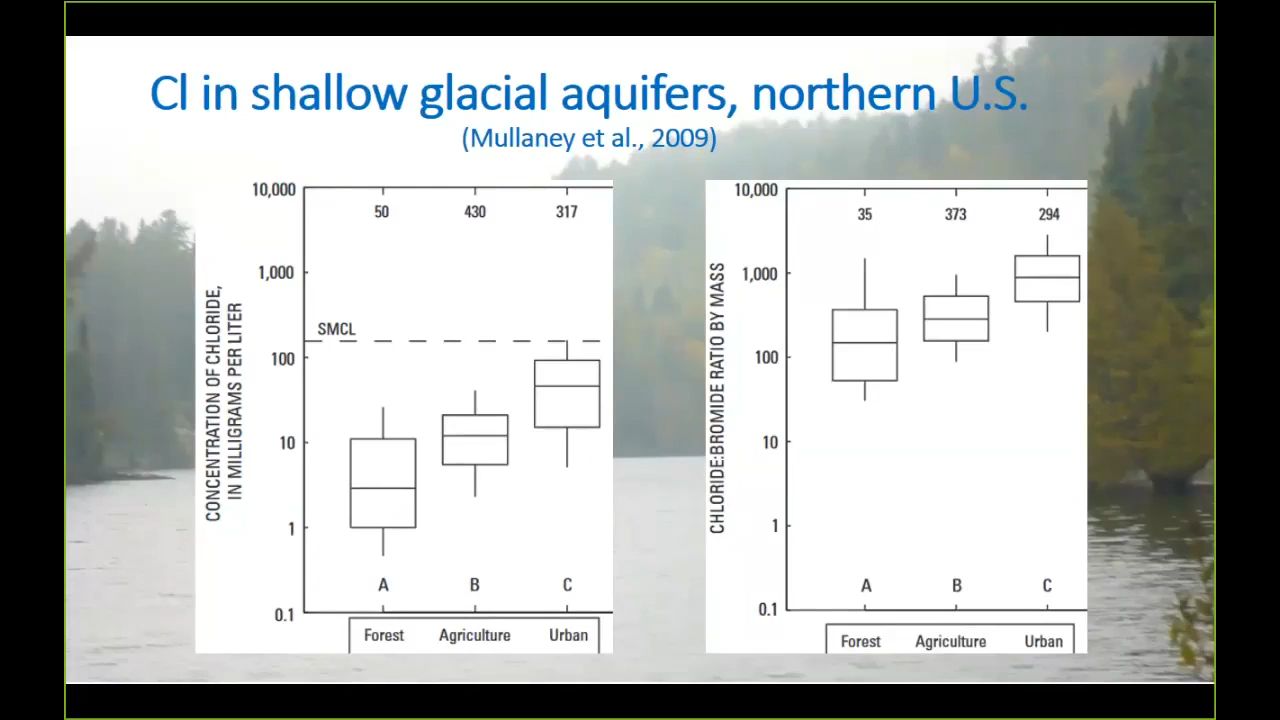 Cl in shallow glacial aquifers, northern U.S.
(Mullaney et al., 2009)
CONCENTRATION OF CHLORIDE,
IN MILLIGRAMS PER LITER
10,000
1,000
100
10
1
0.1
50 430 317
SMCL
A B C
Forest Agriculture Urban
CHLORIDE:BROMIDE RATIO BY MASS
10,000
1,000
100
10
1
0.1
35 373 294
A B C
Forest Agriculture Urban